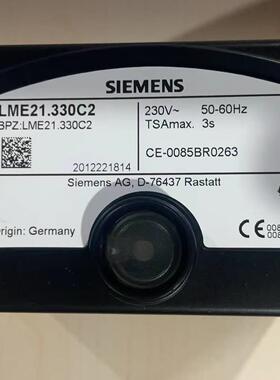 SIEMENS
LME21.330C2
BPZ:LME21.330C2
230V~ 50-60Hz
TSAmax. 3s
2012221814
CE-0085BR0263
Siemens AG, D-76437 Rastatt
Origin: Germany